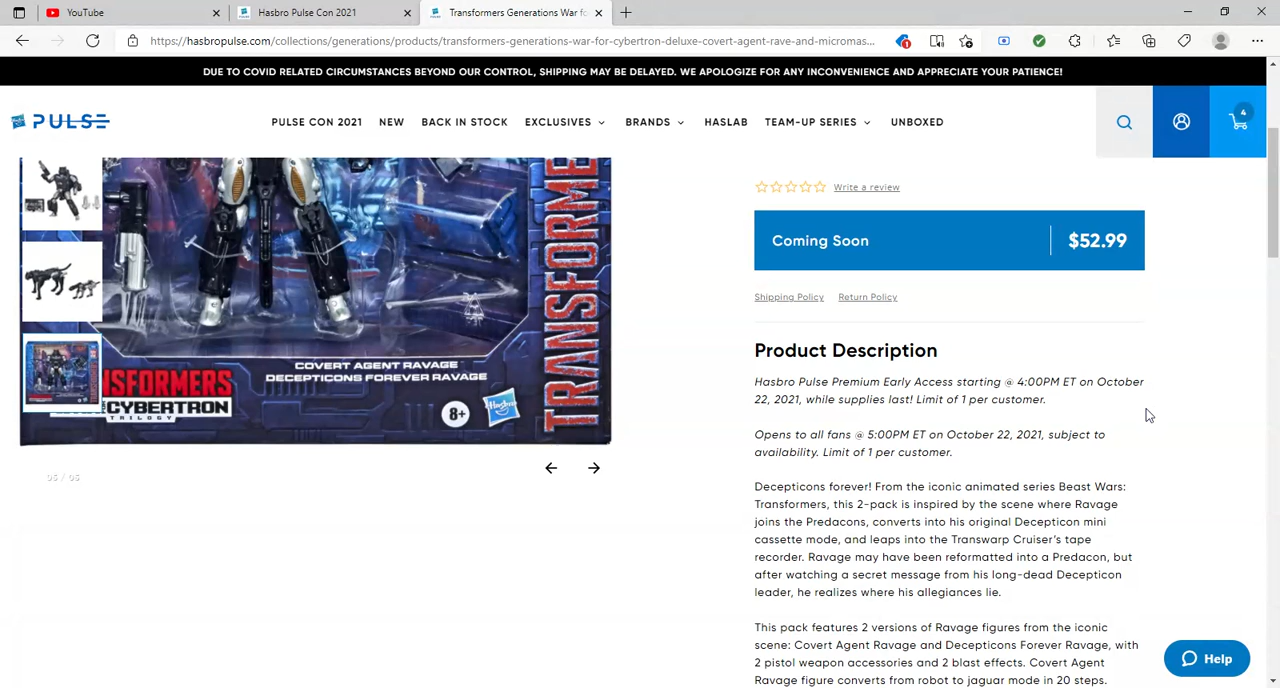 YouTube
Hasbro Pulse Con 2021
Transformers Generations War fo
https://hasbropulse.com/collections/generations/products/transformers-generations-war-for-cybertron-deluxe-covert-agent-rave-and-micromas...
1
DUE TO COVID RELATED CIRCUMSTANCES BEYOND OUR CONTROL, SHIPPING MAY BE DELAYED. WE APOLOGIZE FOR ANY INCONVENIENCE AND APPRECIATE YOUR PATIENCE!
PULSE
PULSE CON 2021 NEW BACK IN STOCK EXCLUSIVES BRANDS HASLAB TEAM-UP SERIES UNBOXED
4
TRANSFORME
COVERT AGENT RAVAGE
DECEPTICONS FOREVER RAVAGE
NSFORMERS
CYBERTRON
TRILOGY
8+
Hasbro
05 / 05
Write a review
Coming Soon $52.99
Shipping Policy Return Policy
Product Description
Hasbro Pulse Premium Early Access starting @ 4:00PM ET on October
22, 2021, while supplies last! Limit of 1 per customer.
Opens to all fans @ 5:00PM ET on October 22, 2021, subject to
availability. Limit of 1 per customer.
Decepticons forever! From the iconic animated series Beast Wars:
Transformers, this 2-pack is inspired by the scene where Ravage
joins the Predacons, converts into his original Decepticon mini
cassette mode, and leaps into the Transwarp Cruiser's tape
recorder. Ravage may have been reformatted into a Predacon, but
after watching a secret message from his long-dead Decepticon
leader, he realizes where his allegiances lie.
This pack features 2 versions of Ravage figures from the iconic
scene: Covert Agent Ravage and Decepticons Forever Ravage, with
2 pistol weapon accessories and 2 blast effects. Covert Agent
Ravage figure converts from robot to jaguar mode in 20 steps.
Help